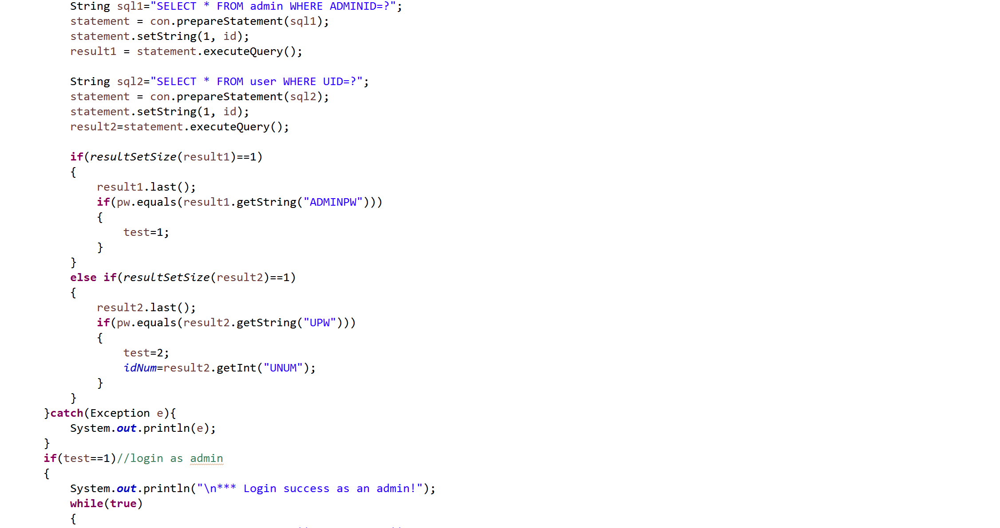 String sql1="SELECT * FROM admin WHERE ADMINID=?";
statement = con.prepareStatement(sql1);
statement.setString(1, id);
result1 = statement.executeQuery();
String sql2="SELECT * FROM user WHERE UID=?";
statement = con.prepareStatement(sql2);
statement.setString(1, id);
result2=statement.executeQuery();
if(resultSetSize(result1)==1)
{
result1.last();
if(pw.equals(result1.getString("ADMINPW")))
{
test=1;
}
}
else if(resultSetSize(result2)==1)
{
result2.last();
if(pw.equals(result2.getString("UPW")))
{
test=2;
idNum=result2.getInt("UNUM");
}
}
}catch(Exception e){
System.out.println(e);
}
if(test==1)//login as admin
{
System.out.println("\n*** Login success as an admin!");
while(true)
{